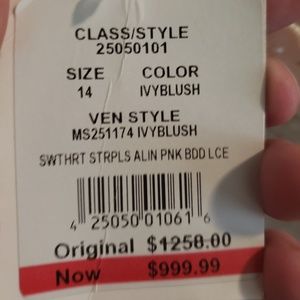 CLASS/STYLE
25050101
SIZE COLOR
14 IVYBLUSH
VEN STYLE
MS251174 IVYBLUSH
SWTHRT STRPLS ALIN PNK BDD LCE
4 25050 01061 6
Original $1258.00
Now $999.99